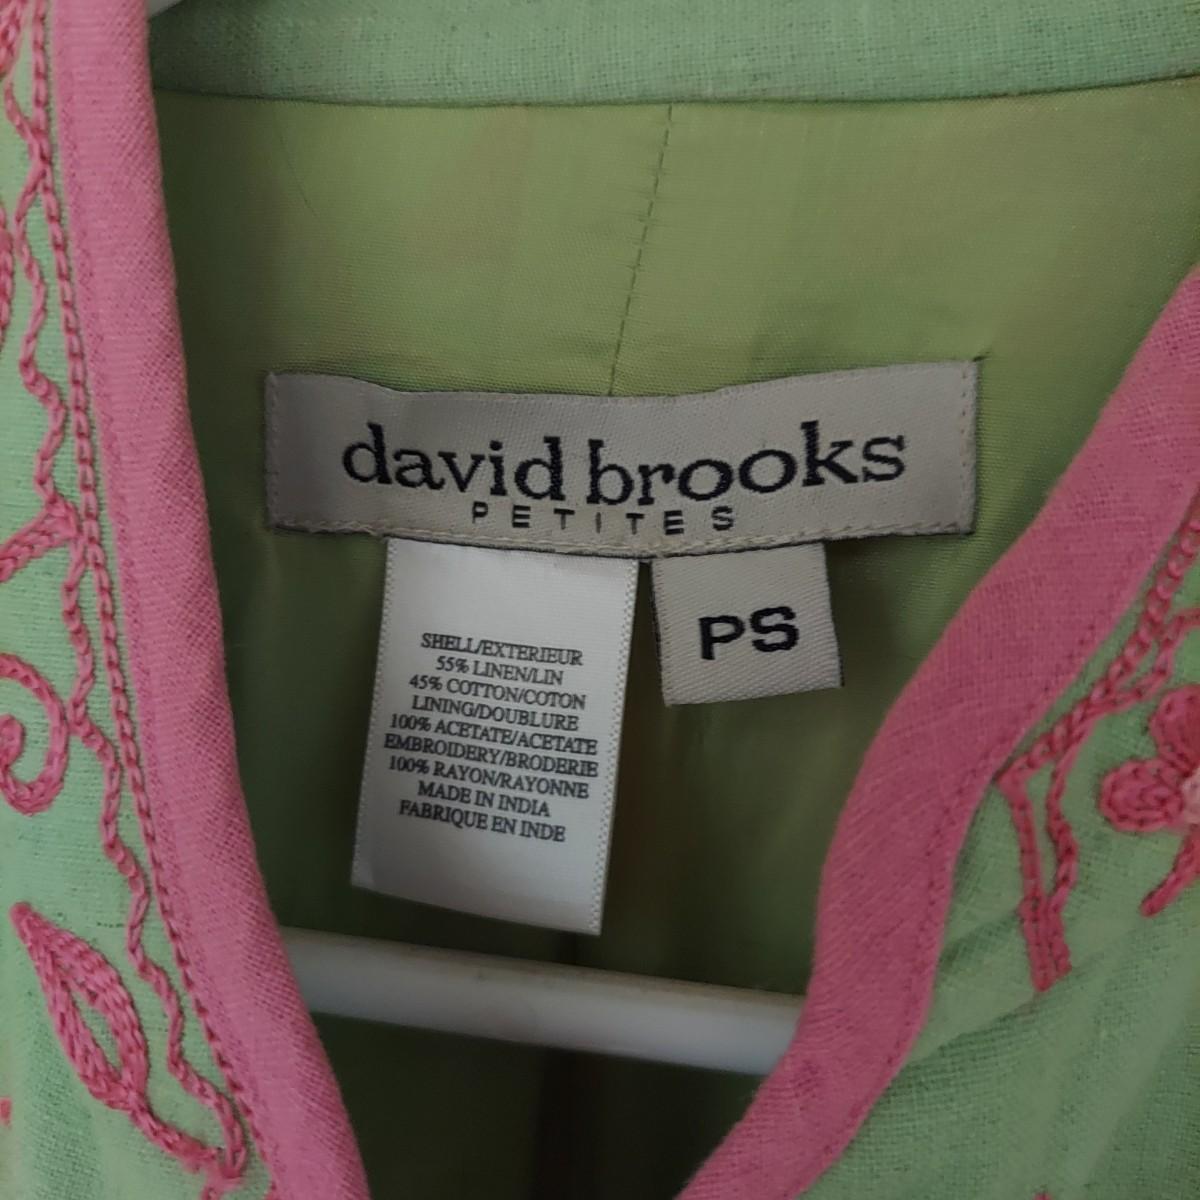 david brooks
PETITES
PS
SHELL/EXTERIEUR
55% LINEN/LIN
45% COTTON/COTON
LINING/DOUBLURE
100% ACETATE/ACETATE
EMBROIDERY/BRODERIE
100% RAYON/RAYONNE
MADE IN INDIA
FABRIQUE EN INDE